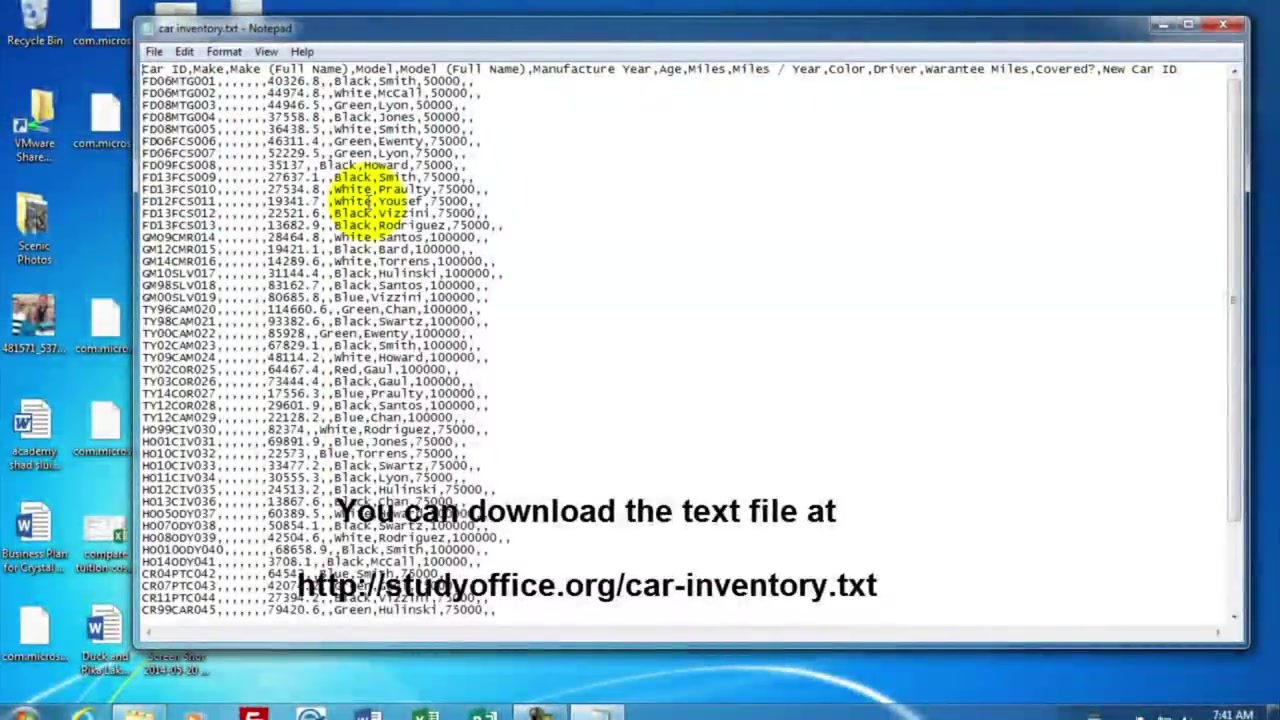 car inventory.txt - Notepad
File Edit Format View Help
Car ID,Make,Make (Full Name),Model,Model (Full Name),Manufacture Year,Age,Miles,Miles / Year,Color,Driver,Warantee Miles,Covered?,New Car ID
FD06MTG001,,,,,,,40326.8,,Black,Smith,50000,,
FD06MTG002,,,,,,,44974.8,,White,McCall,50000,,
FD08MTG003,,,,,,,44946.5,,Green,Lyon,50000,,
FD08MTG004,,,,,,,37558.8,,Black,Jones,50000,,
FD08MTG005,,,,,,,36438.5,,White,Smith,50000,,
FD06FCS006,,,,,,,46311.4,,Green,Ewenty,75000,,
FD06FCS007,,,,,,,52229.5,,Green,Lyon,75000,,
FD09FCS008,,,,,,,35137,,Black,Howard,75000,,
FD13FCS009,,,,,,,27637.1,,Black,Smith,75000,,
FD13FCS010,,,,,,,27534.8,,White,Praulty,75000,,
FD12FCS011,,,,,,,19341.7,,White,Yousef,75000,,
FD13FCS012,,,,,,,22521.6,,Black,Vizzini,75000,,
FD13FCS013,,,,,,,13682.9,,Black,Rodriguez,75000,,
GM09CMR014,,,,,,,28464.8,,White,Santos,100000,,
GM12CMR015,,,,,,,19421.1,,Black,Bard,100000,,
GM14CMR016,,,,,,,14289.6,,White,Torrens,100000,,
GM10SLV017,,,,,,,31144.4,,Black,Hulinski,100000,,
GM98SLV018,,,,,,,83162.7,,Black,Santos,100000,,
GM00SLV019,,,,,,,80685.8,,Blue,Vizzini,100000,,
TY96CAM020,,,,,,,114660.6,,Green,Chan,100000,,
TY98CAM021,,,,,,,93382.6,,Black,Swartz,100000,,
TY00CAM022,,,,,,,85928,,Green,Ewenty,100000,,
TY02CAM023,,,,,,,67829.1,,Black,Smith,100000,,
TY09CAM024,,,,,,,48114.2,,White,Howard,100000,,
TY02COR025,,,,,,,64467.4,,Red,Gaul,100000,,
TY03COR026,,,,,,,73444.4,,Black,Gaul,100000,,
TY14COR027,,,,,,,17556.3,,Blue,Praulty,100000,,
TY12COR028,,,,,,,29601.9,,Black,Santos,100000,,
TY12CAM029,,,,,,,22128.2,,Blue,Chan,100000,,
HO99CIV030,,,,,,,82374,,White,Rodriguez,75000,,
HO01CIV031,,,,,,,69891.9,,Blue,Jones,75000,,
HO10CIV032,,,,,,,22573,,Blue,Torrens,75000,,
HO10CIV033,,,,,,,33477.2,,Black,Swartz,75000,,
HO11CIV034,,,,,,,30555.3,,Black,Lyon,75000,,
HO12CIV035,,,,,,,24513.2,,Black,Hulinski,75000,,
HO13CIV036,,,,,,,13867.6,,Black,Chan,75000,,
You can download the text file at
HO05ODY037,,,,,,,60389.5,,White
HO07ODY038,,,,,,,50854.1,,Black,Swartz,100000,,
HO08ODY039,,,,,,,42504.6,,White,Rodriguez,100000,,
HO010ODY040,,,,,,,68658.9,,Black,Smith,100000,,
HO14ODY041,,,,,,,3708.1,,Black,McCall,100000,,
CR04PTC042
CR07PTC043
http://studyoffice.org/car-inventory.txt
CR11PTC044
CR99CAR045,,,,,,,79420.6,,Green,Hulinski,75000,,
Recycle Bin
com.micros...
com.micros...
VMware Share...
Scenic Photos
481571_537...
com.micro...
academy
com.micros...
Business Plan for Crystal...
compare tuition cos...
com.micros...
Duck and
Screen Shot 2014-05-20 ...
7:41 AM